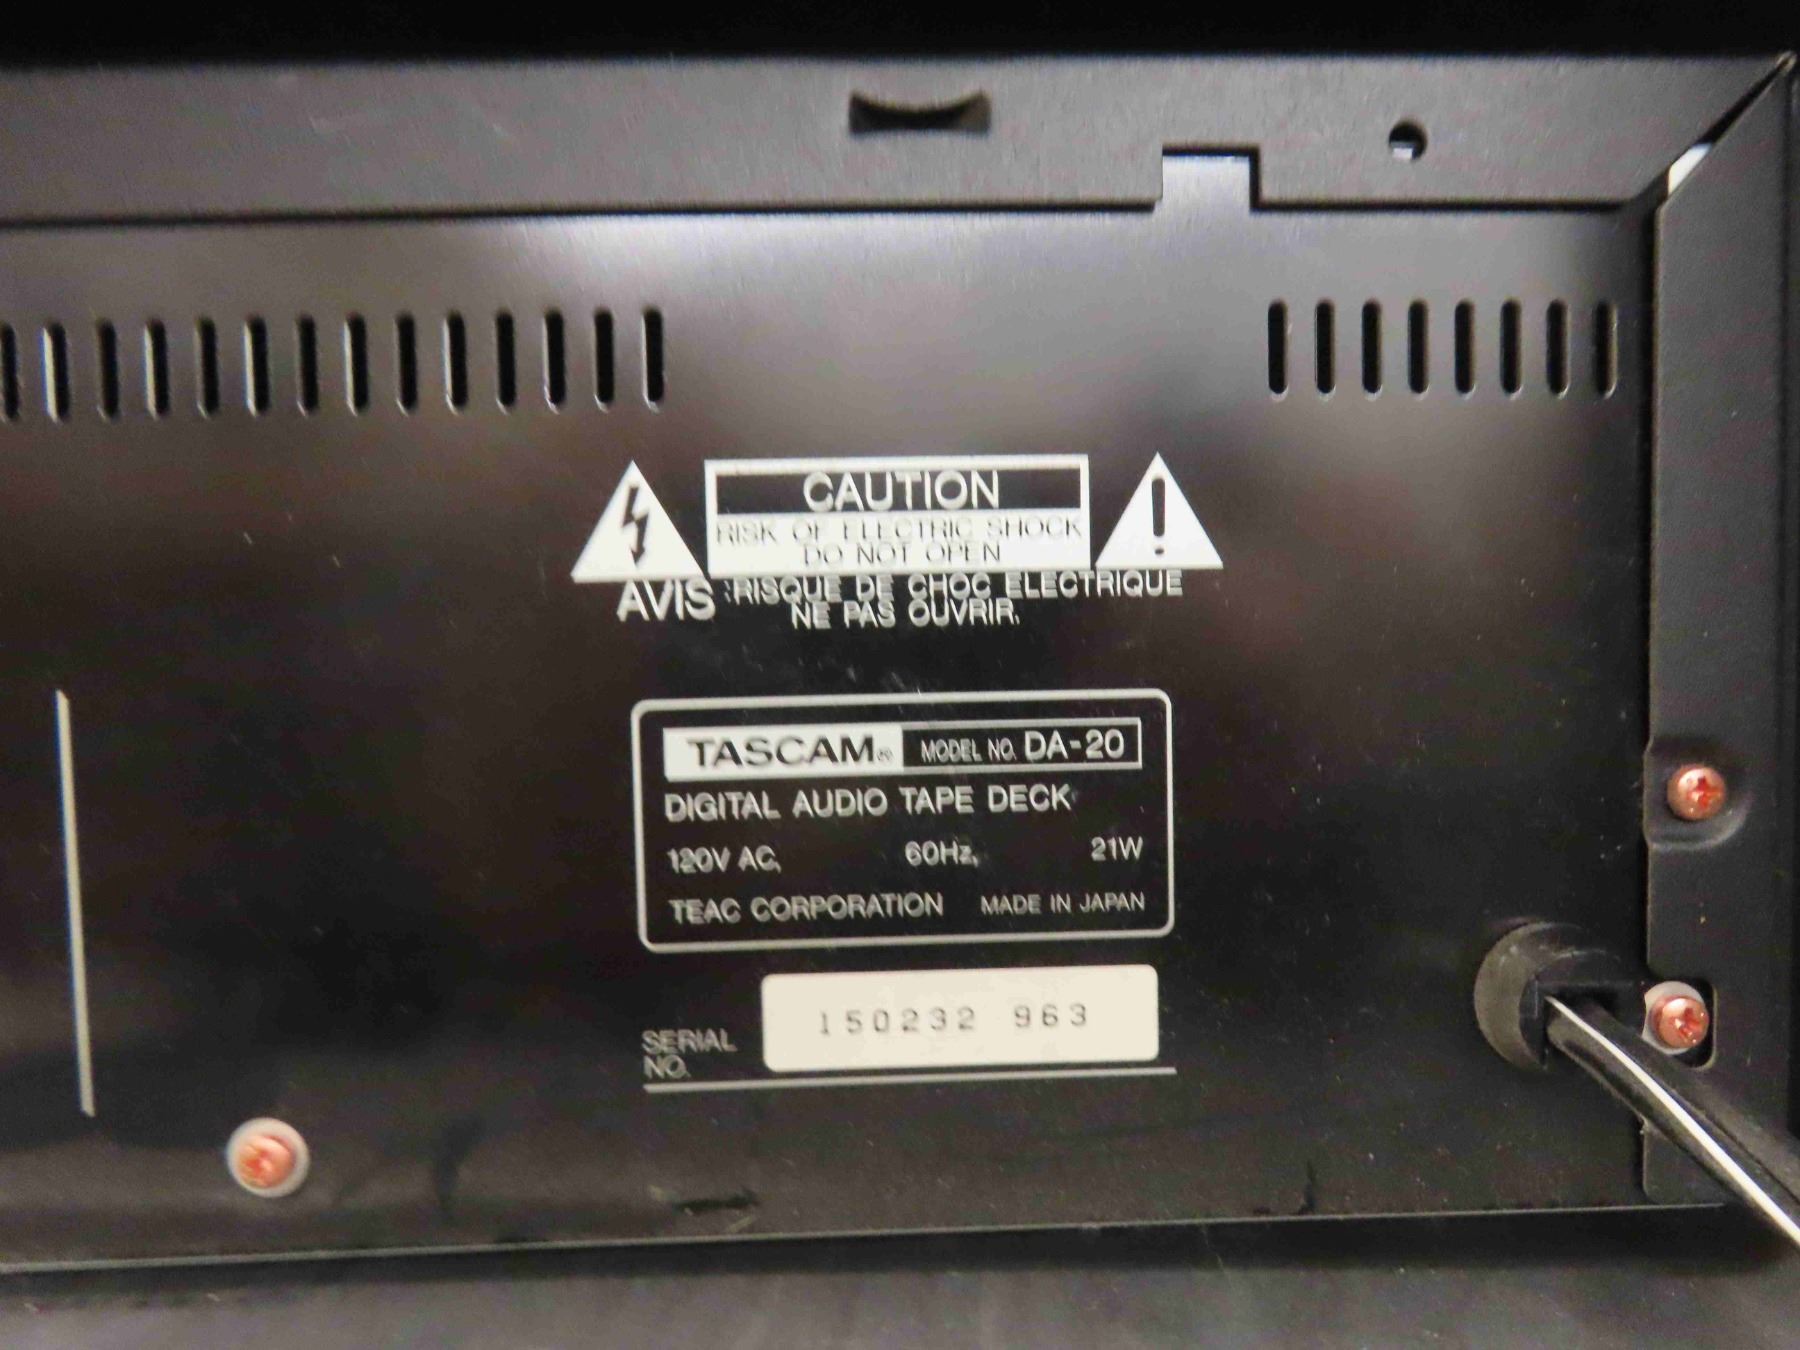 CAUTION
RISK OF ELECTRIC SHOCK
DO NOT OPEN
AVIS :RISQUE DE CHOC ELECTRIQUE
NE PAS OUVRIR.
TASCAM® MODEL NO. DA-20
DIGITAL AUDIO TAPE DECK
120V AC, 60Hz, 21W
TEAC CORPORATION MADE IN JAPAN
SERIAL NO. 150232 963